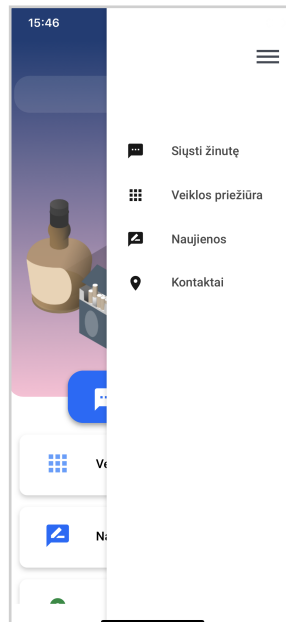 15:46
Siųsti žinutę
Veiklos priežiūra
Naujienos
Kontaktai